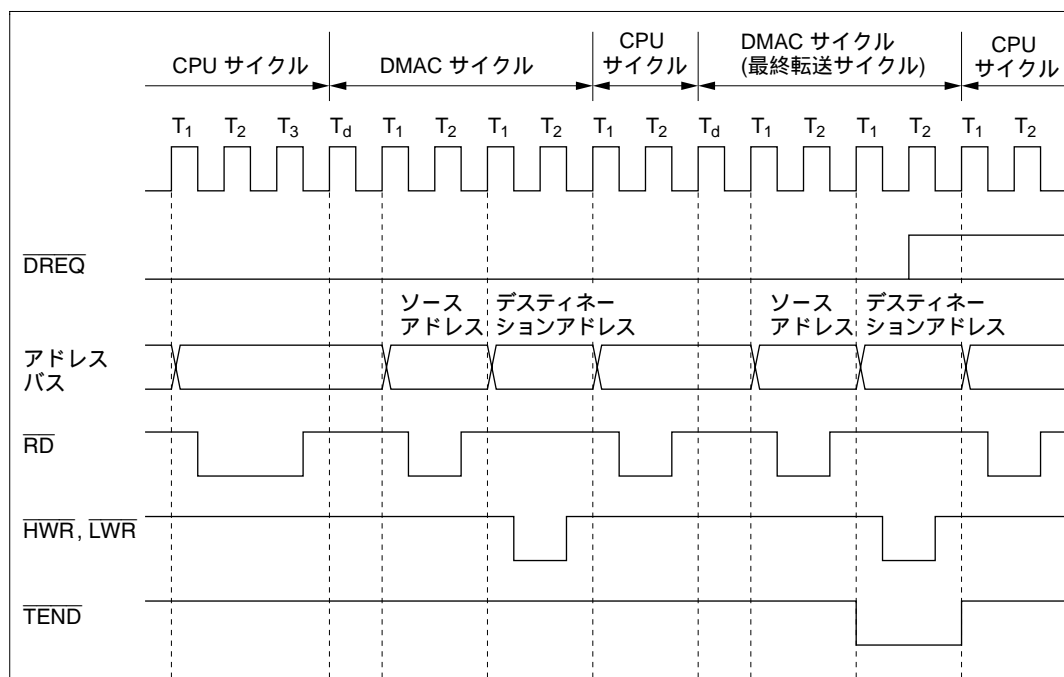 CPU サイクル
DMAC サイクル
CPU
サイクル
DMAC サイクル
(最終転送サイクル)
CPU
サイクル
T1 T2 T3 Td T1 T2 T1 T2 T1 T2 Td T1 T2 T1 T2 T1 T2
DREQ
ソース
アドレス
デスティネー
ションアドレス
ソース
アドレス
デスティネー
ションアドレス
アドレス
バス
RD
HWR, LWR
TEND